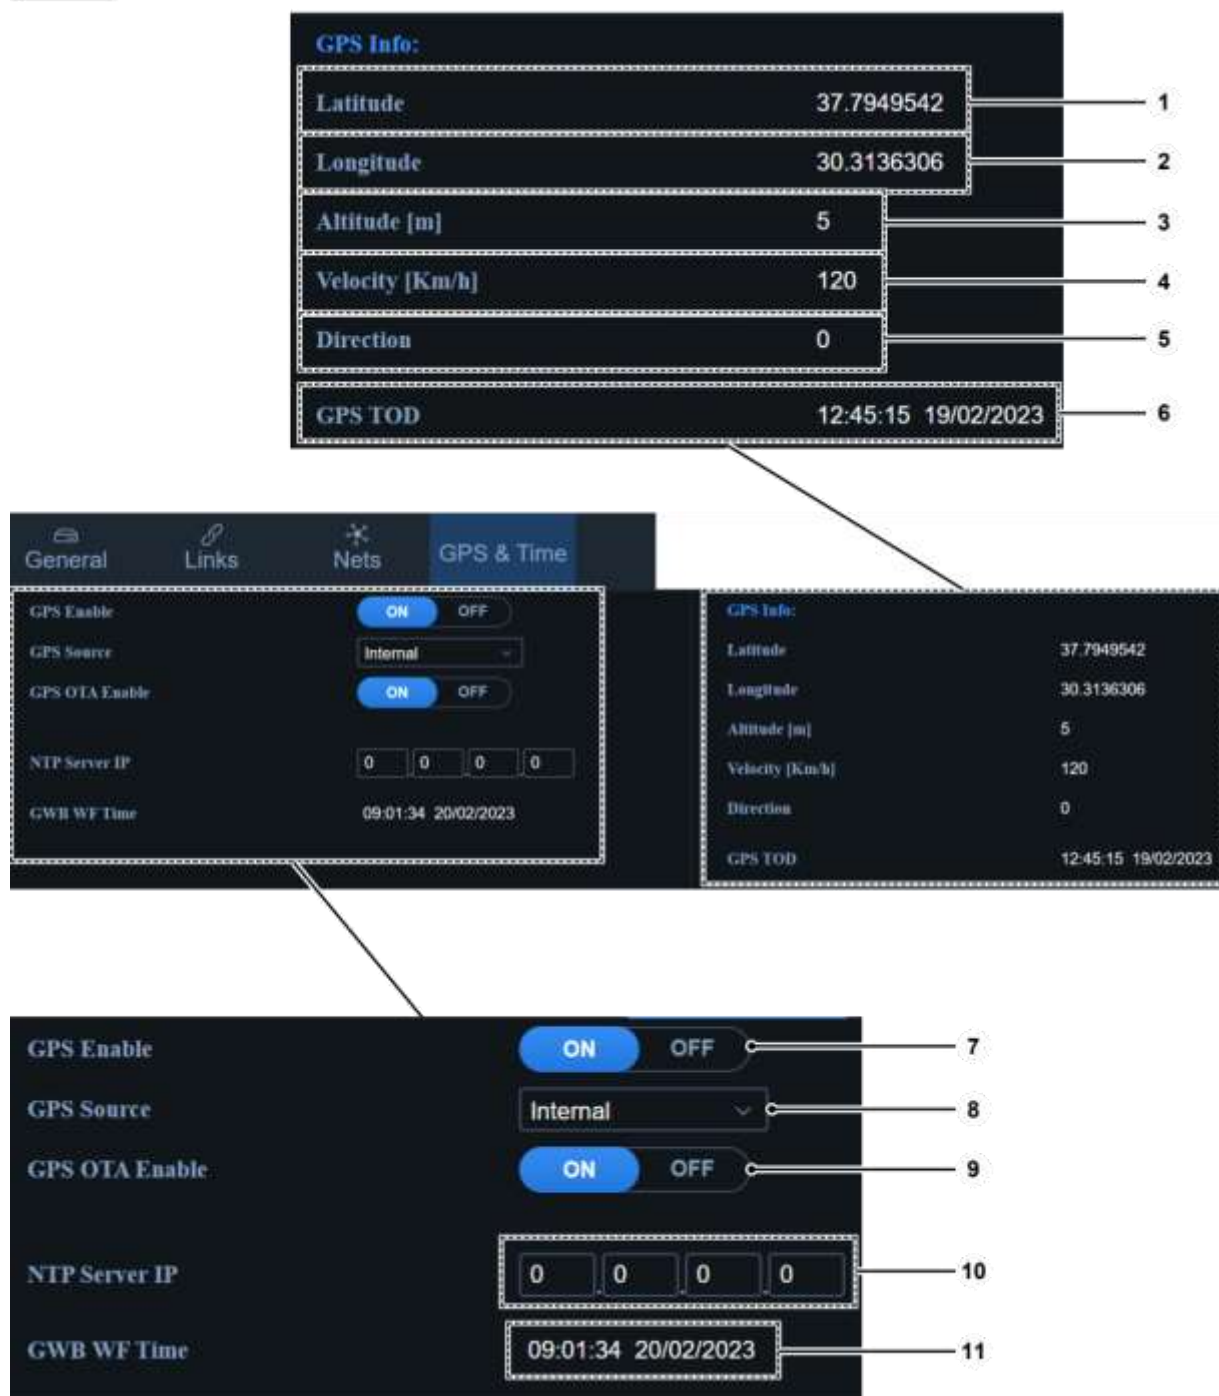 GPS Info:
Latitude 37.7949542 1
Longitude 30.3136306 2
Altitude [m] 5 3
Velocity [Km/h] 120 4
Direction 0 5
GPS TOD 12:45:15 19/02/2023 6
General Links Nets GPS & Time
GPS Enable ON OFF
GPS Source Internal
GPS OTA Enable ON OFF
NTP Server IP 0 . 0 . 0 . 0
GWB WF Time 09:01:34 20/02/2023
GPS Info:
Latitude 37.7949542
Longitude 30.3136306
Altitude [m] 5
Velocity [Km/h] 120
Direction 0
GPS TOD 12:45:15 19/02/2023
GPS Enable ON OFF 7
GPS Source Internal 8
GPS OTA Enable ON OFF 9
NTP Server IP 0 . 0 . 0 . 0 10
GWB WF Time 09:01:34 20/02/2023 11